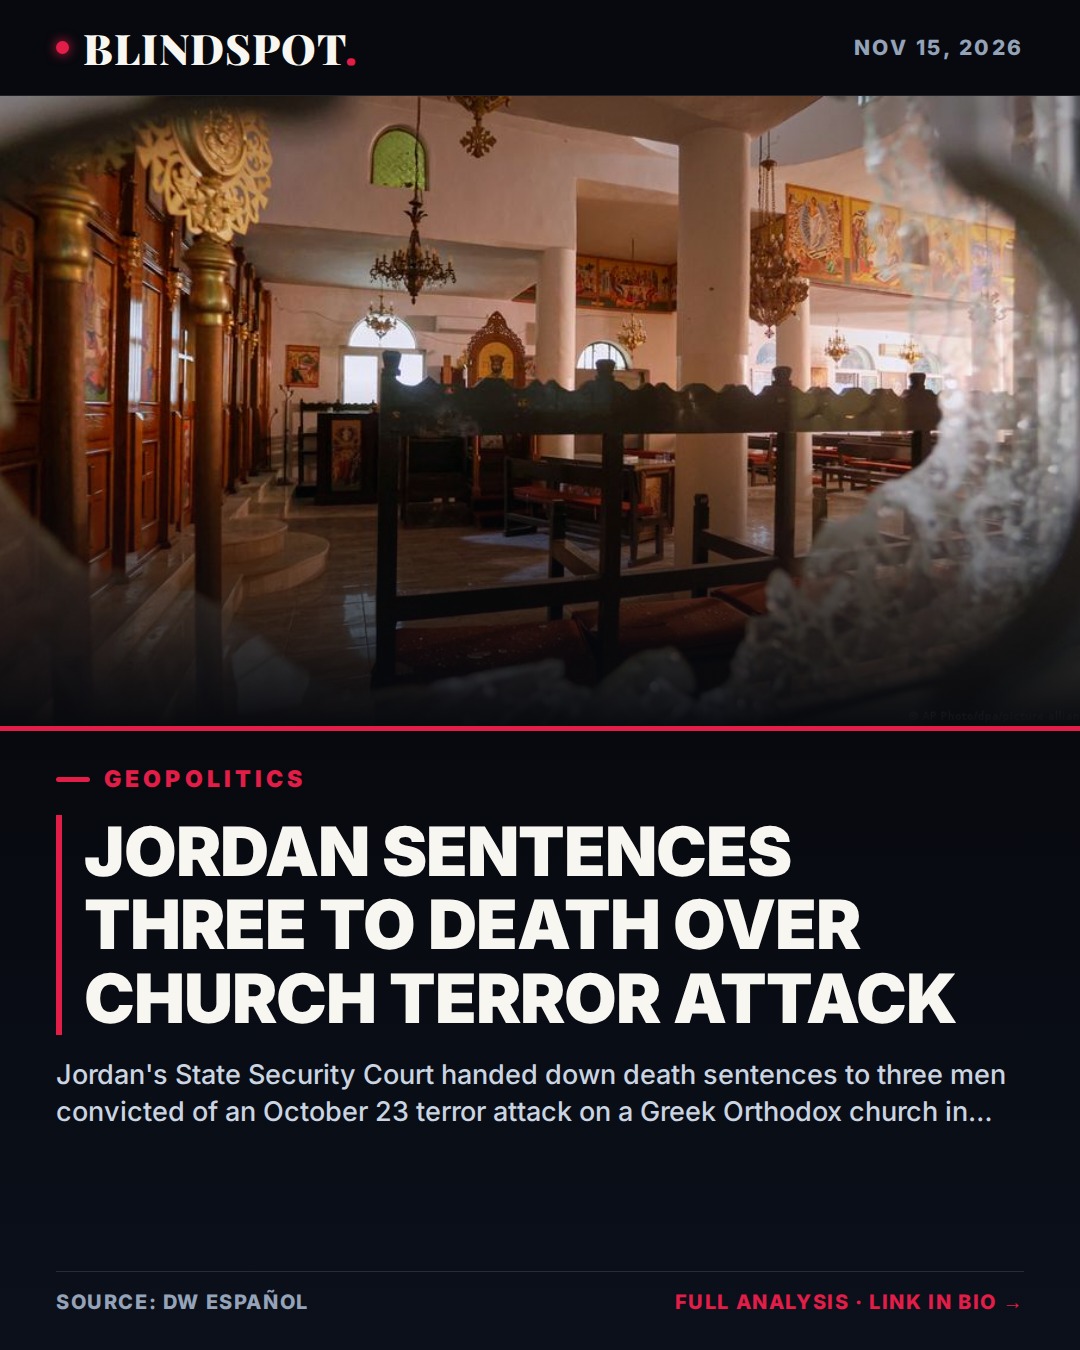 BLINDSPOT.
NOV 15, 2026
GEOPOLITICS
JORDAN SENTENCES
THREE TO DEATH OVER
CHURCH TERROR ATTACK
Jordan's State Security Court handed down death sentences to three men
convicted of an October 23 terror attack on a Greek Orthodox church in...
SOURCE: DW ESPAÑOL
FULL ANALYSIS · LINK IN BIO →